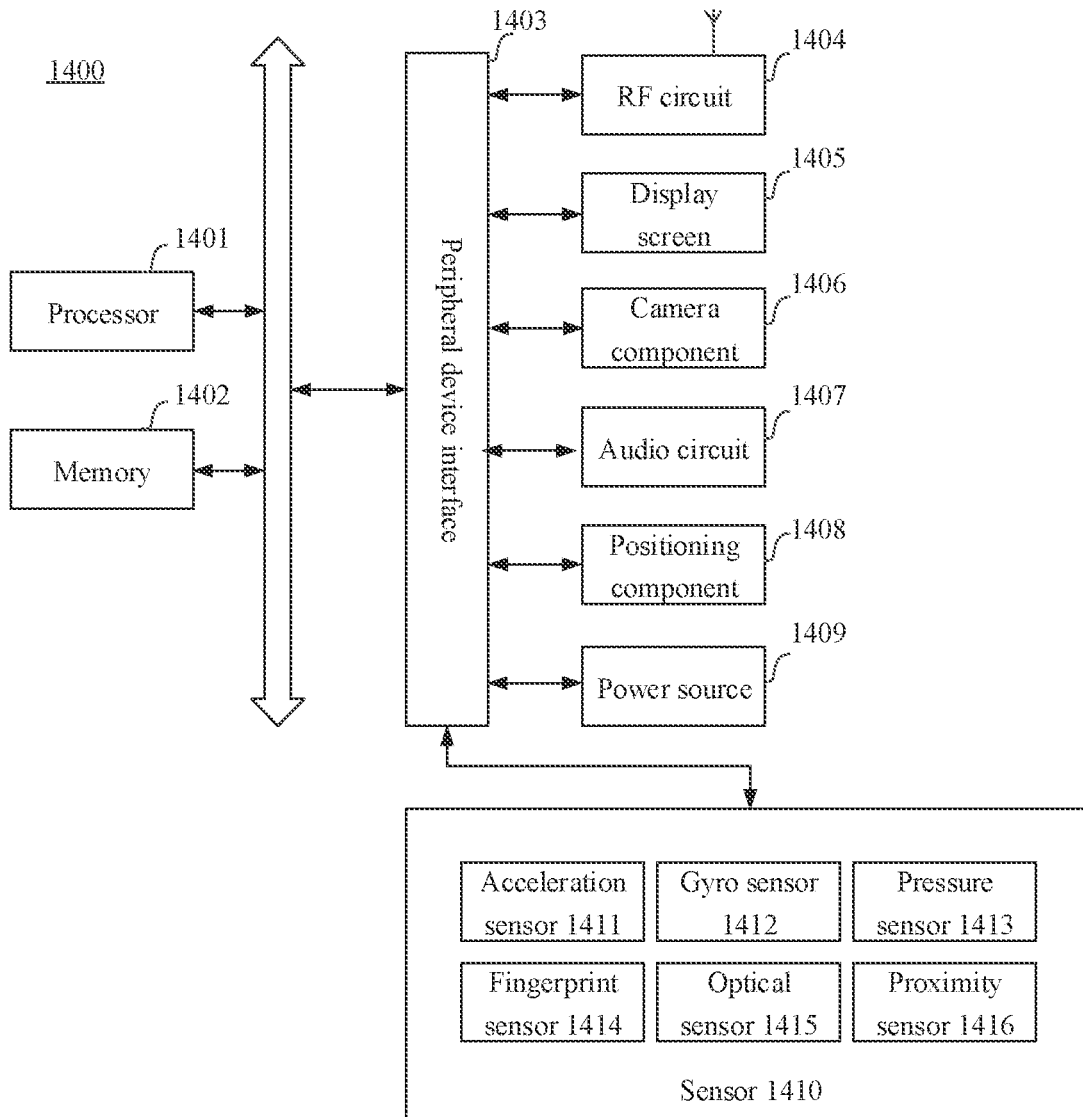 1400
1403
1404
RF circuit
1405
Display
screen
1401
Processor
1406
Camera
component
Peripheral device interface
1402
Memory
1407
Audio circuit
1408
Positioning
component
1409
Power source
Acceleration
sensor 1411
Gyro sensor
1412
Pressure
sensor 1413
Fingerprint
sensor 1414
Optical
sensor 1415
Proximity
sensor 1416
Sensor 1410